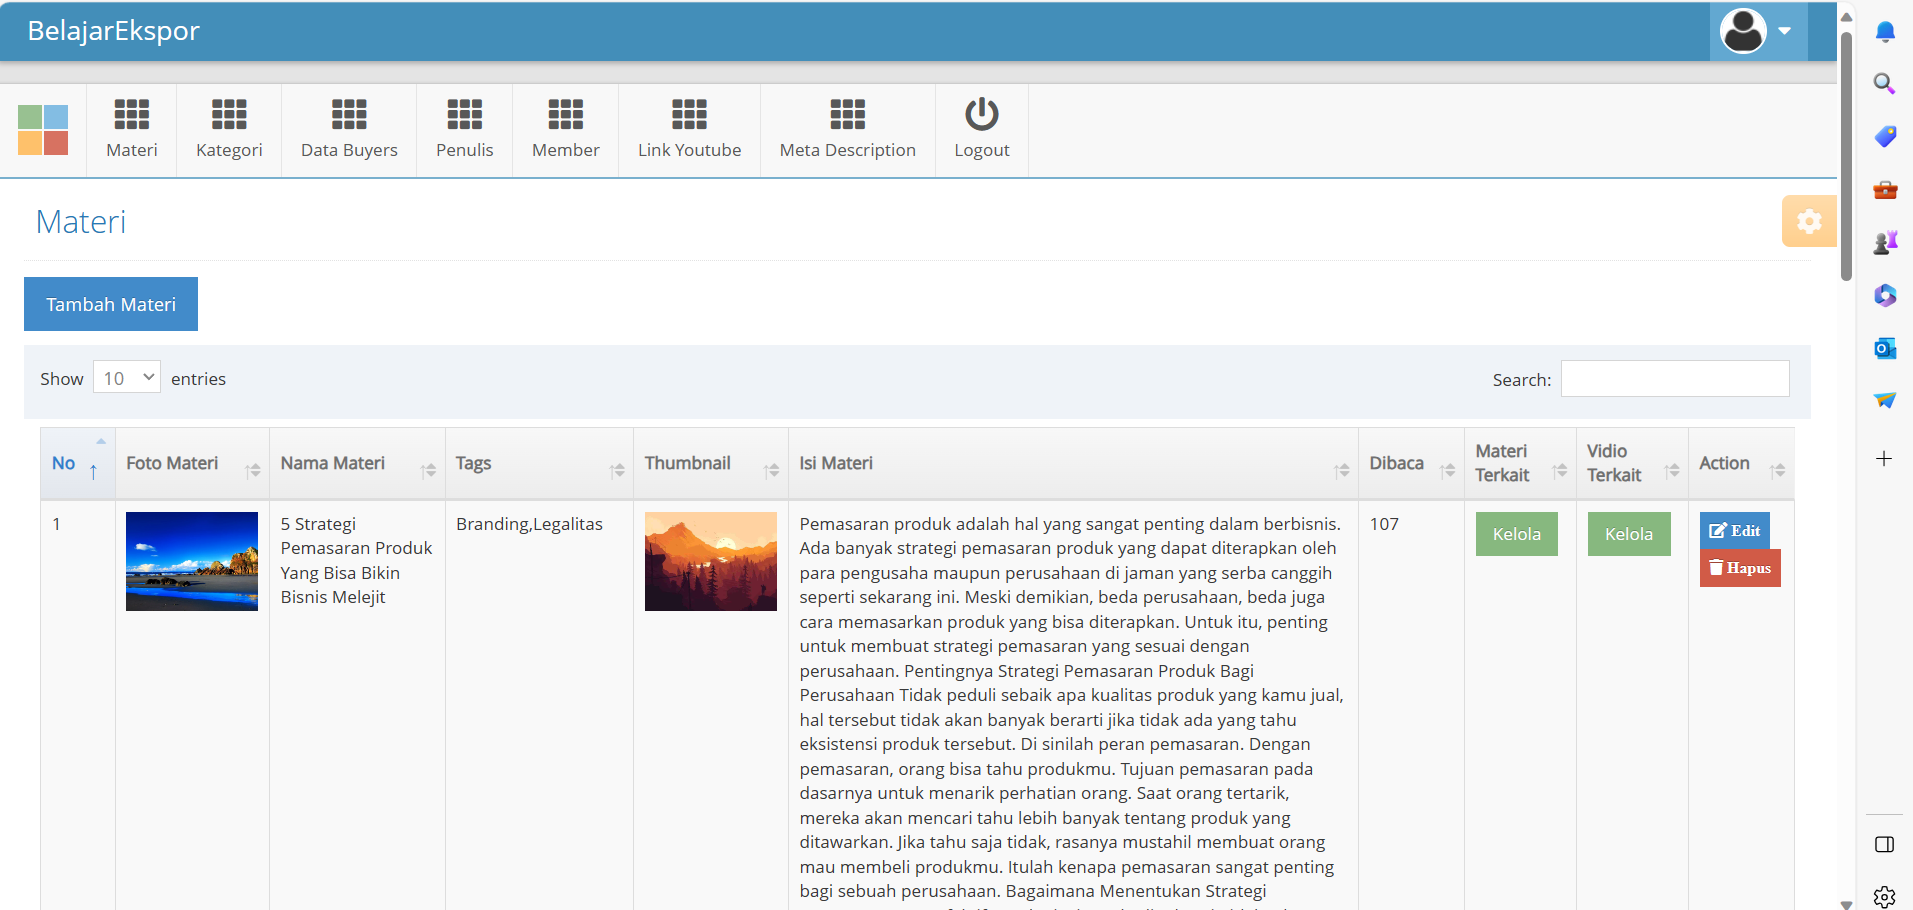 BelajarEkspor
Materi
Kategori
Data Buyers
Penulis
Member
Link Youtube
Meta Description
Logout
Materi
Tambah Materi
Show 10 entries
Search:
No
Foto Materi
Nama Materi
Tags
Thumbnail
Isi Materi
Dibaca
Materi
Terkait
Vidio
Terkait
Action
1
5 Strategi
Pemasaran Produk
Yang Bisa Bikin
Bisnis Melejit
Branding,Legalitas
Pemasaran produk adalah hal yang sangat penting dalam berbisnis.
Ada banyak strategi pemasaran produk yang dapat diterapkan oleh
para pengusaha maupun perusahaan di jaman yang serba canggih
seperti sekarang ini. Meski demikian, beda perusahaan, beda juga
cara memasarkan produk yang bisa diterapkan. Untuk itu, penting
untuk membuat strategi pemasaran yang sesuai dengan
perusahaan. Pentingnya Strategi Pemasaran Produk Bagi
Perusahaan Tidak peduli sebaik apa kualitas produk yang kamu jual,
hal tersebut tidak akan banyak berarti jika tidak ada yang tahu
eksistensi produk tersebut. Di sinilah peran pemasaran. Dengan
pemasaran, orang bisa tahu produkmu. Tujuan pemasaran pada
dasarnya untuk menarik perhatian orang. Saat orang tertarik,
mereka akan mencari tahu lebih banyak tentang produk yang
ditawarkan. Jika tahu saja tidak, rasanya mustahil membuat orang
mau membeli produkmu. Itulah kenapa pemasaran sangat penting
bagi sebuah perusahaan. Bagaimana Menentukan Strategi
107
Kelola
Kelola
Edit
Hapus